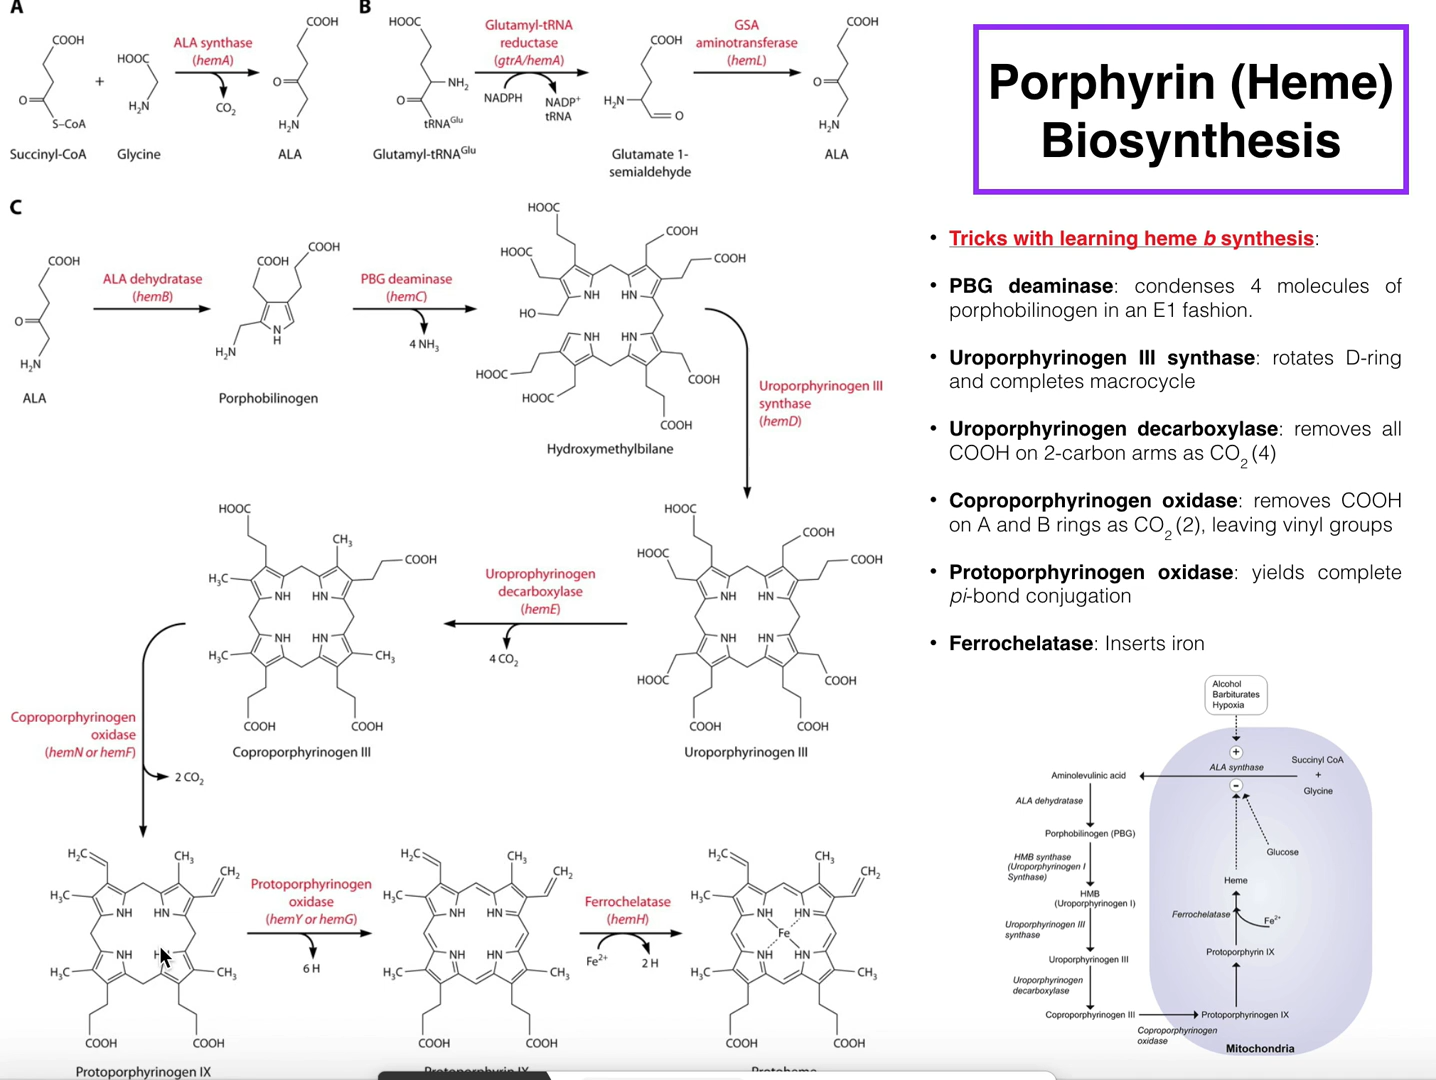 A
COOH
O
S–CoA
Succinyl-CoA
+
HOOC
H₂N
Glycine
ALA synthase
(hemA)
CO₂
COOH
O
H₂N
ALA
B
HOOC
NH₂
O
tRNA^Glu
Glutamyl-tRNA^Glu
Glutamyl-tRNA
reductase
(gtrA/hemA)
NADPH
NADP⁺
tRNA
COOH
H₂N
O
Glutamate 1-
semialdehyde
GSA
aminotransferase
(hemL)
COOH
O
H₂N
ALA
C
COOH
O
H₂N
ALA
ALA dehydratase
(hemB)
COOH
COOH
N
H
H₂N
Porphobilinogen
PBG deaminase
(hemC)
4 NH₃
HOOC
COOH
HOOC
COOH
NH
HN
HO
NH
HN
HOOC
COOH
HOOC
COOH
Hydroxymethylbilane
Uroporphyrinogen III
synthase
(hemD)
HOOC
COOH
HOOC
COOH
NH
HN
NH
HN
HOOC
COOH
COOH
COOH
Uroporphyrinogen III
Uroprophyrinogen
decarboxylase
(hemE)
4 CO₂
HOOC
CH₃
COOH
H₃C
NH
HN
NH
HN
H₃C
CH₃
COOH
COOH
Coproporphyrinogen III
Coproporphyrinogen
oxidase
(hemN or hemF)
2 CO₂
H₂C
CH₃
CH₂
H₃C
NH
HN
NH
H
H₃C
CH₃
COOH
COOH
Protoporphyrinogen IX
Protoporphyrinogen
oxidase
(hemY or hemG)
6 H
H₂C
CH₃
CH₂
H₃C
NH
HN
NH
HN
H₃C
CH₃
COOH
COOH
Protoporphyrin IX
Ferrochelatase
(hemH)
Fe²⁺
2 H
H₂C
CH₃
CH₂
H₃C
NH
HN
Fe
NH
HN
H₃C
CH₃
COOH
COOH
Protoheme
Porphyrin (Heme)
Biosynthesis
• Tricks with learning heme b synthesis:
• PBG deaminase: condenses 4 molecules of
porphobilinogen in an E1 fashion.
• Uroporphyrinogen III synthase: rotates D-ring
and completes macrocycle
• Uroporphyrinogen decarboxylase: removes all
COOH on 2-carbon arms as CO₂ (4)
• Coproporphyrinogen oxidase: removes COOH
on A and B rings as CO₂ (2), leaving vinyl groups
• Protoporphyrinogen oxidase: yields complete
pi-bond conjugation
• Ferrochelatase: Inserts iron
Alcohol
Barbiturates
Hypoxia
+
ALA synthase
−
Succinyl CoA
+
Glycine
Aminolevulinic acid
ALA dehydratase
Porphobilinogen (PBG)
HMB synthase
(Uroporphyrinogen I
Synthase)
HMB
(Uroporphyrinogen I)
Uroporphyrinogen III
synthase
Uroporphyrinogen III
Uroporphyrinogen
decarboxylase
Coproporphyrinogen III
Coproporphyrinogen
oxidase
Protoporphyrinogen IX
Protoporphyrin IX
Ferrochelatase
Fe²⁺
Heme
Glucose
Mitochondria